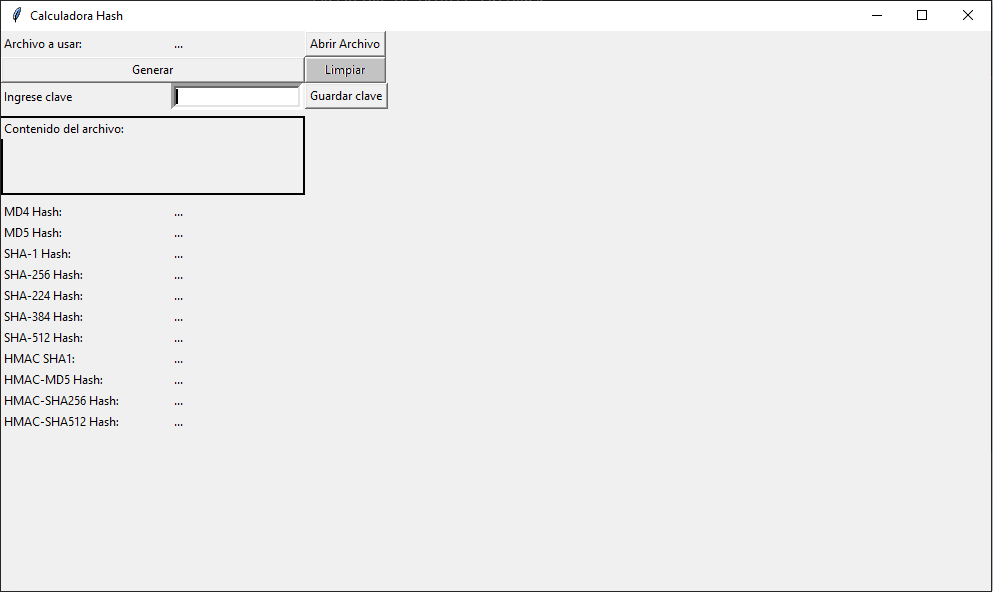 Calculadora Hash
Archivo a usar: ... Abrir Archivo
Generar Limpiar
Ingrese clave Guardar clave
Contenido del archivo:
MD4 Hash: ...
MD5 Hash: ...
SHA-1 Hash: ...
SHA-256 Hash: ...
SHA-224 Hash: ...
SHA-384 Hash: ...
SHA-512 Hash: ...
HMAC SHA1: ...
HMAC-MD5 Hash: ...
HMAC-SHA256 Hash: ...
HMAC-SHA512 Hash: ...